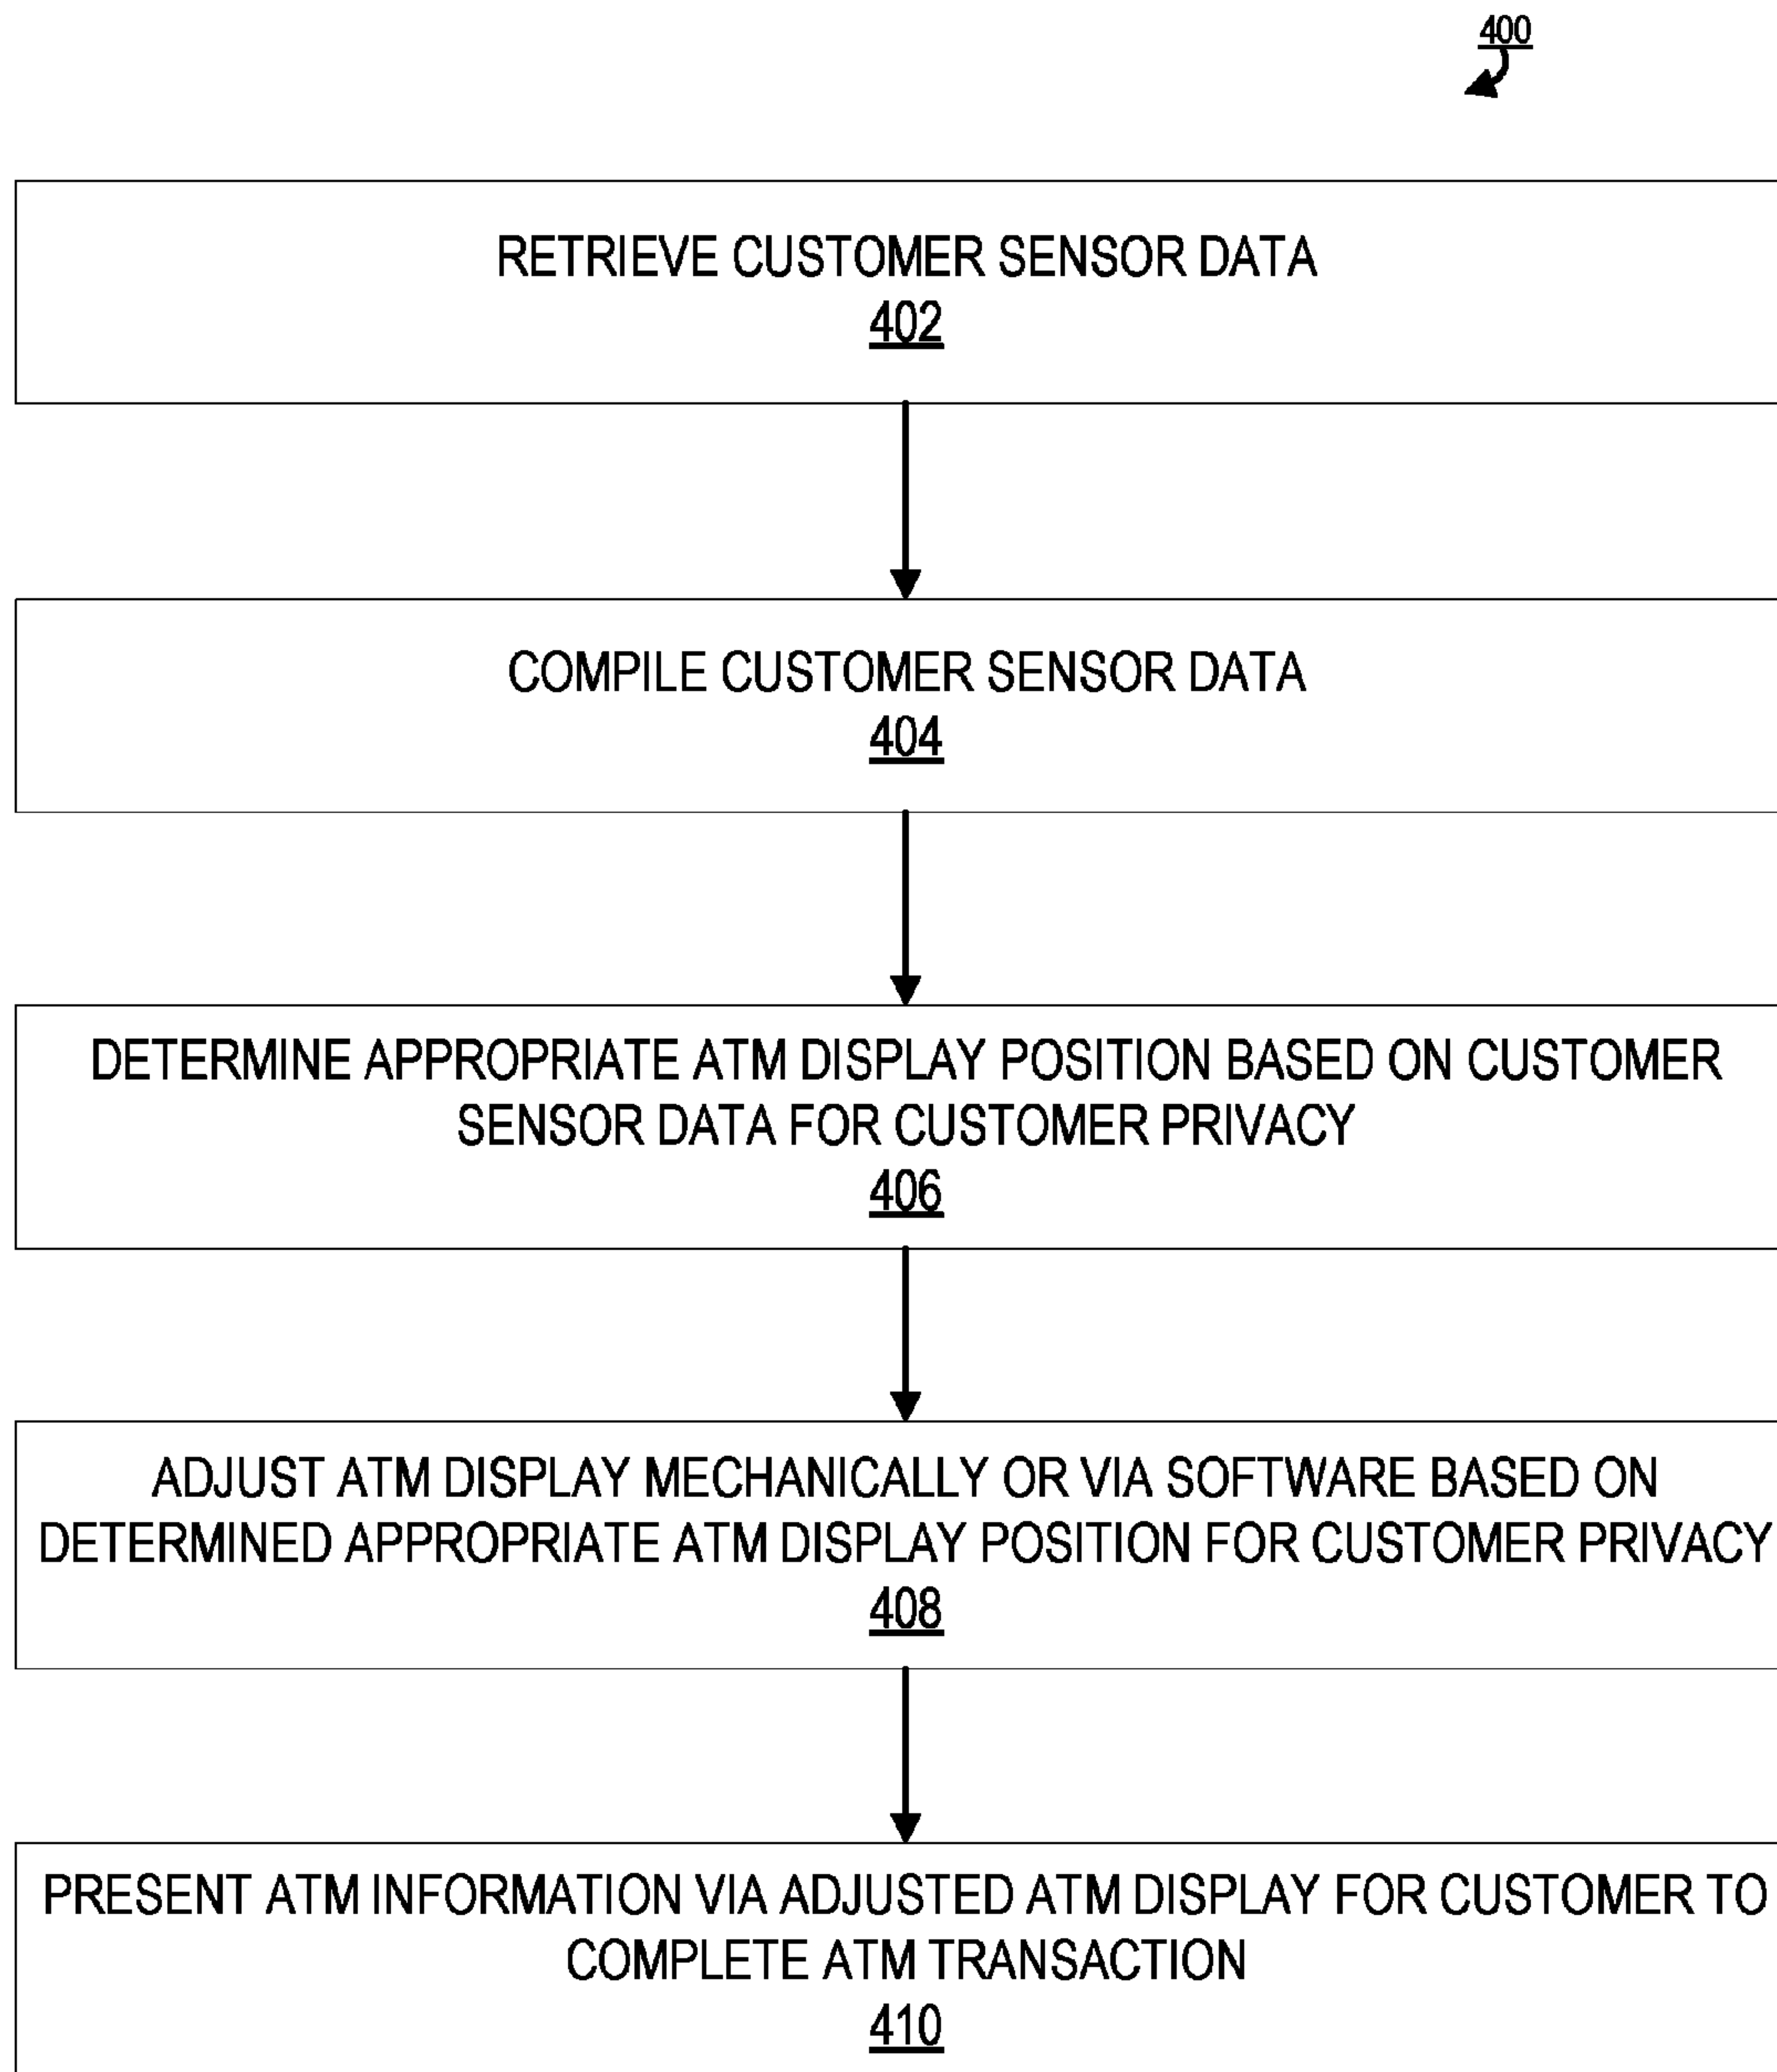 400
RETRIEVE CUSTOMER SENSOR DATA
402
COMPILE CUSTOMER SENSOR DATA
404
DETERMINE APPROPRIATE ATM DISPLAY POSITION BASED ON CUSTOMER
SENSOR DATA FOR CUSTOMER PRIVACY
406
ADJUST ATM DISPLAY MECHANICALLY OR VIA SOFTWARE BASED ON
DETERMINED APPROPRIATE ATM DISPLAY POSITION FOR CUSTOMER PRIVACY
408
PRESENT ATM INFORMATION VIA ADJUSTED ATM DISPLAY FOR CUSTOMER TO
COMPLETE ATM TRANSACTION
410